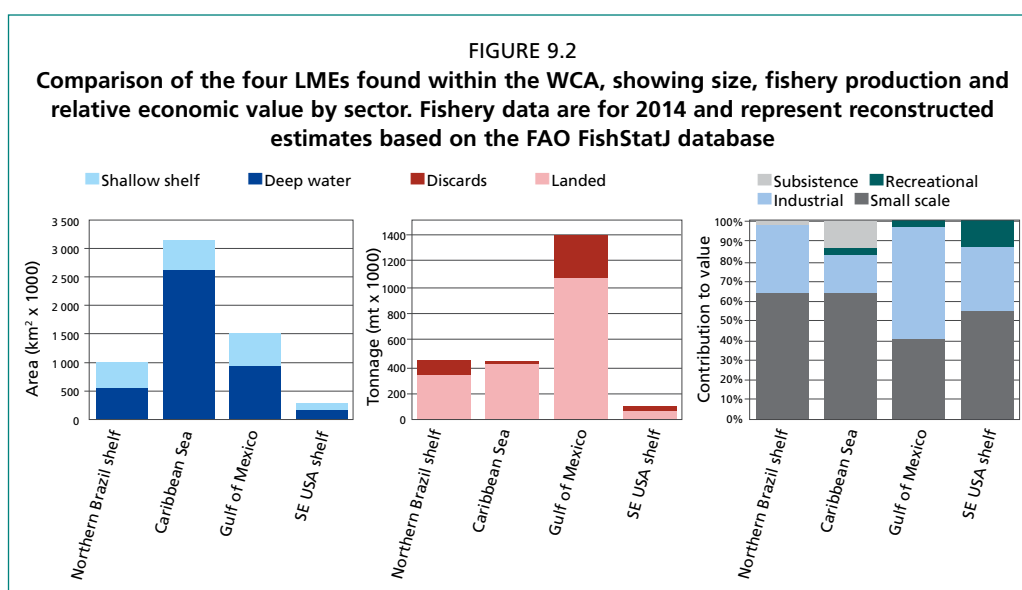 FIGURE 9.2
Comparison of the four LMEs found within the WCA, showing size, fishery production and
relative economic value by sector. Fishery data are for 2014 and represent reconstructed
estimates based on the FAO FishStatJ database
Shallow shelf
Deep water
Area (km² x 1000)
3 500
3 000
2 500
2 000
1 500
1 000
500
0
Northern Brazil shelf
Caribbean Sea
Gulf of Mexico
SE USA shelf
Discards
Landed
Tonnage (mt x 1000)
1400
1200
1000
800
600
400
200
0
Northern Brazil shelf
Caribbean Sea
Gulf of Mexico
SE USA shelf
Subsistence
Recreational
Industrial
Small scale
Contribution to value
100%
90%
80%
70%
60%
50%
40%
30%
20%
10%
0%
Northern Brazil shelf
Caribbean Sea
Gulf of Mexico
SE USA shelf